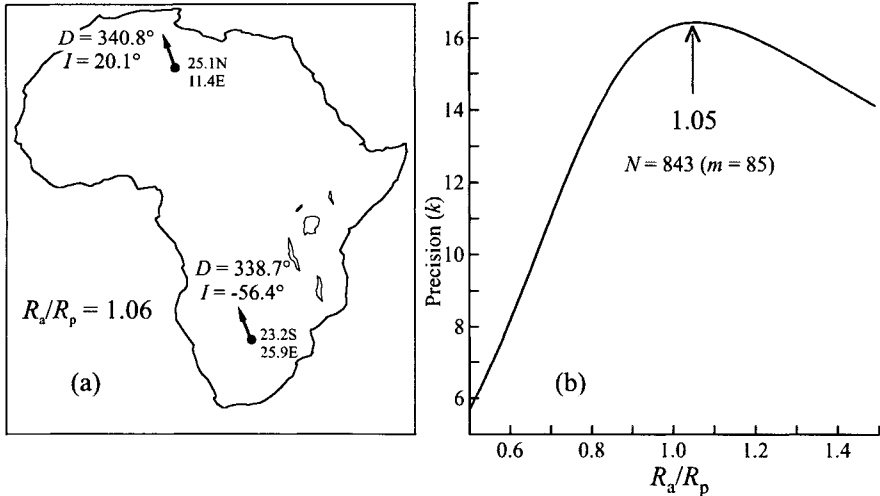 D = 340.8°
I = 20.1°
25.1N
11.4E
D = 338.7°
I = -56.4°
Ra/Rp = 1.06
23.2S
25.9E
(a)
16
14
12
10
8
6
Precision (k)
1.05
N = 843 (m = 85)
(b)
0.6
0.8
1.0
1.2
1.4
Ra/Rp